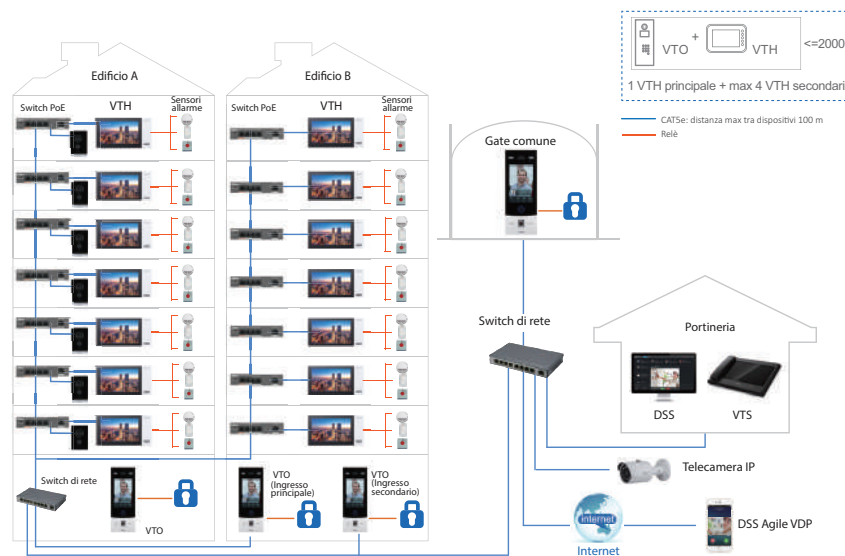 Edificio A
Switch PoE
VTH
Sensori
allarme
Edificio B
Switch PoE
VTH
Sensori
allarme
VTO
+
VTH
<=2000
1 VTH principale + max 4 VTH secondari
CAT5e: distanza max tra dispositivi 100 m
Relè
Gate comune
Switch di rete
Portineria
DSS
VTS
Switch di rete
VTO
VTO
(Ingresso
principale)
VTO
(Ingresso
secondario)
Telecamera IP
internet
Internet
DSS Agile VDP